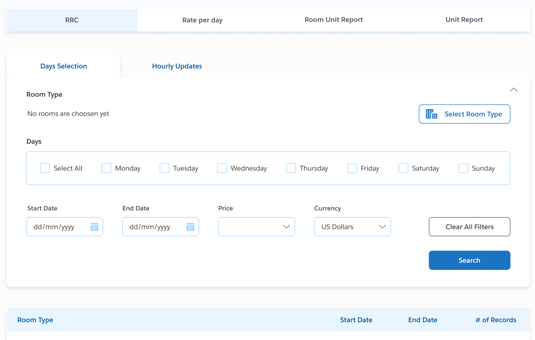 RRC Rate per day Room Unit Report Unit Report
Days Selection Hourly Updates
Room Type
No rooms are choosen yet
Select Room Type
Days
Select All Monday Tuesday Wednesday Thursday Friday Saturday Sunday
Start Date End Date Price Currency
dd/mm/yyyy dd/mm/yyyy US Dollars Clear All Filters
Search
Room Type Start Date End Date # of Records